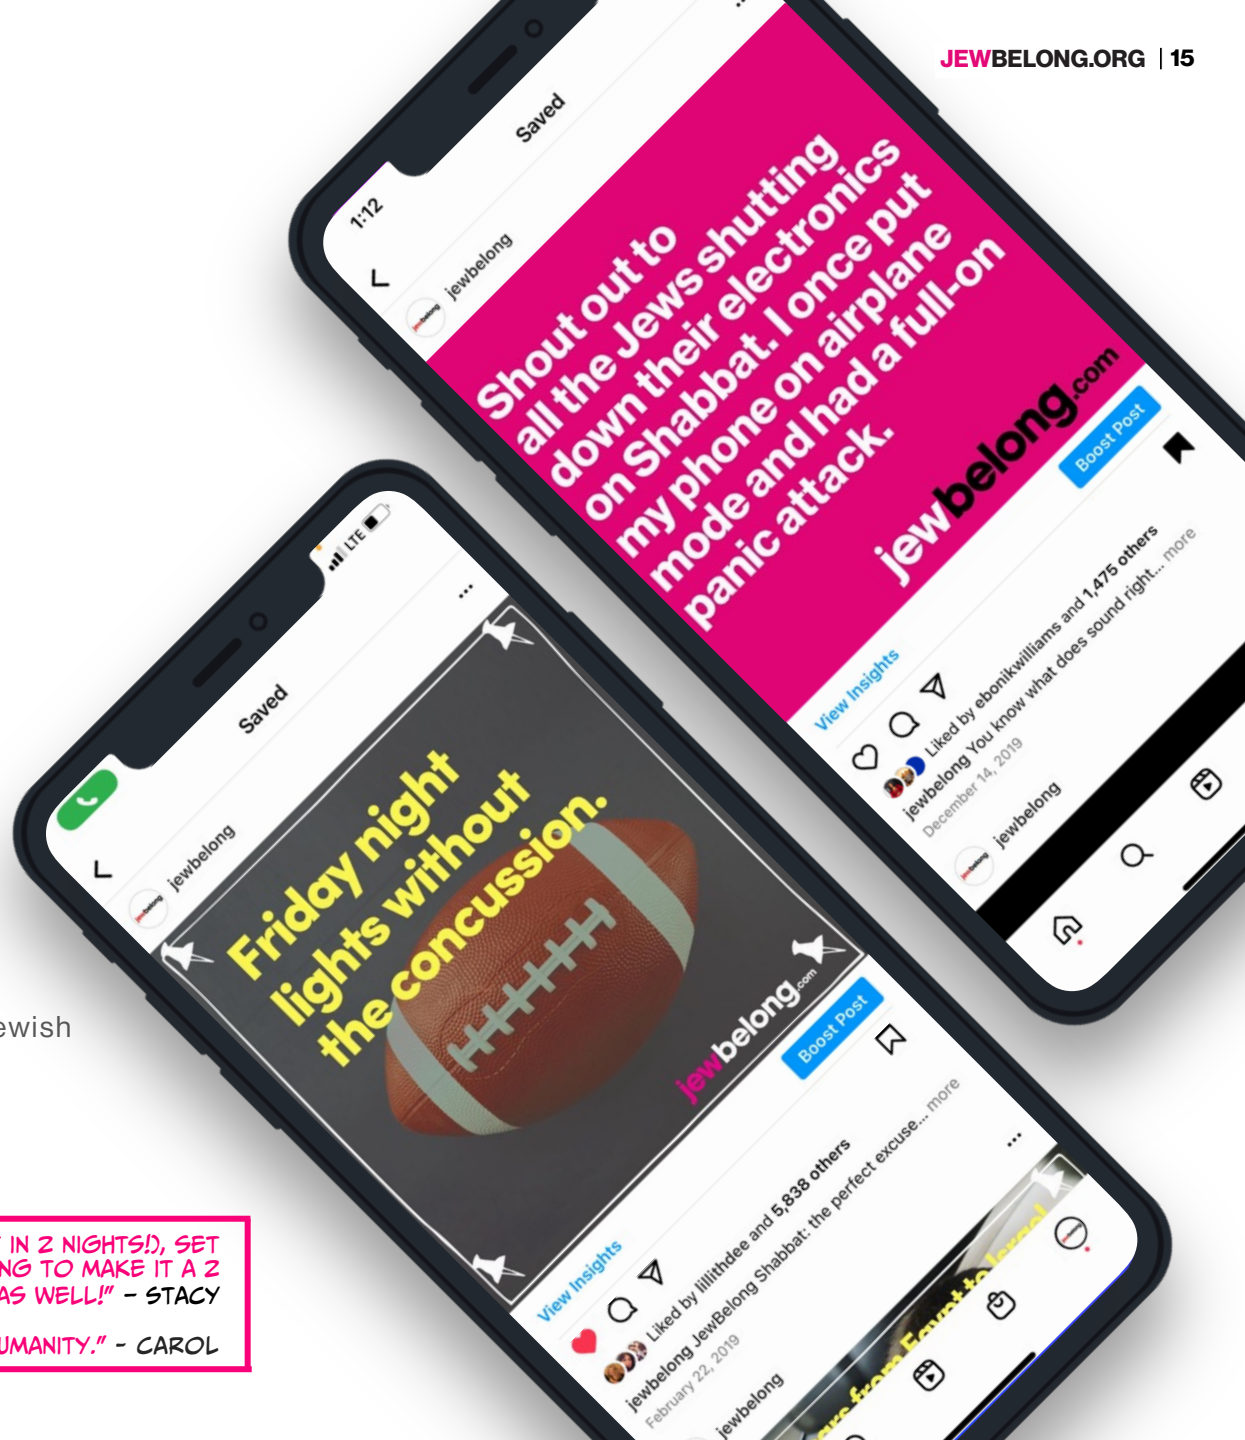 JEWBELONG.ORG | 15
Saved
1:12
jewbelong
Shout out to
all the Jews shutting
down their electronics
on Shabbat. I once put
my phone on airplane
mode and had a full-on
panic attack.
jewbelong.com
Boost Post
View Insights
Liked by ebonikwilliams and 1,475 others
jewbelong You know what does sound right... more
December 14, 2019
jewbelong
LTE
Saved
jewbelong
Friday night
lights without
the concussion.
jewbelong.com
Boost Post
View Insights
Liked by lillithdee and 5,838 others
jewbelong JewBelong Shabbat: the perfect excuse... more
February 22, 2019
jewbelong
from Egypt to Israel
ewish
IN 2 NIGHTS!), SET
NG TO MAKE IT A 2
AS WELL!" – STACY
UMANITY." - CAROL